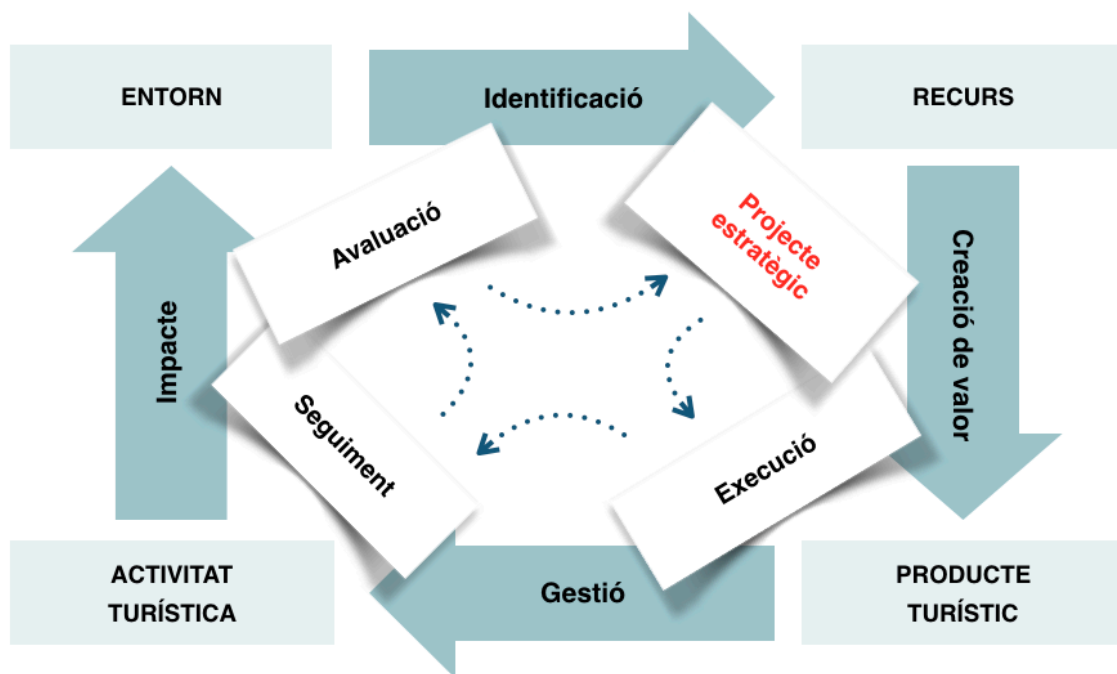 ENTORN
Identificació
RECURS
Avaluació
Projecte
estratègic
Impacte
Creació de valor
Seguiment
Execució
ACTIVITAT
TURÍSTICA
Gestió
PRODUCTE
TURÍSTIC